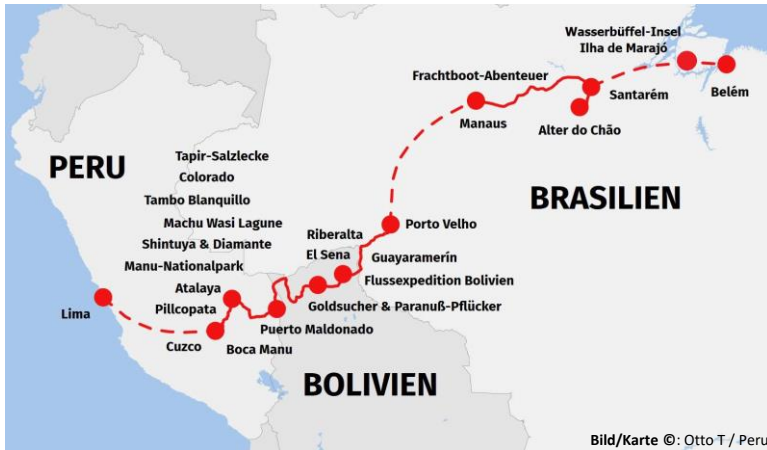 Wasserbüffel-Insel
Ilha de Marajó
Frachtboot-Abenteuer
Santarém
Belém
Manaus
Alter do Chão
PERU
Tapir-Salzlecke
Colorado
Tambo Blanquillo
BRASILIEN
Machu Wasi Lagune
Riberalta
Porto Velho
Shintuya & Diamante
El Sena
Guayaramerín
Manu-Nationalpark
Flussexpedition Bolivien
Atalaya
Pillcopata
Goldsucher & Paranuß-Pflücker
Lima
Puerto Maldonado
Cuzco
Boca Manu
BOLIVIEN
Bild/Karte ©: Otto T / Peru